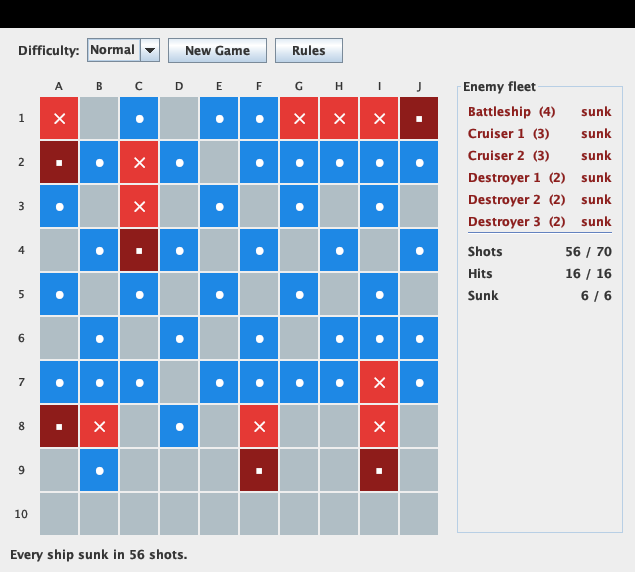 Difficulty: Normal New Game Rules
A B C D E F G H I J
1
2
3
4
5
6
7
8
9
10
Enemy fleet
Battleship (4) sunk
Cruiser 1 (3) sunk
Cruiser 2 (3) sunk
Destroyer 1 (2) sunk
Destroyer 2 (2) sunk
Destroyer 3 (2) sunk
Shots 56 / 70
Hits 16 / 16
Sunk 6 / 6
Every ship sunk in 56 shots.